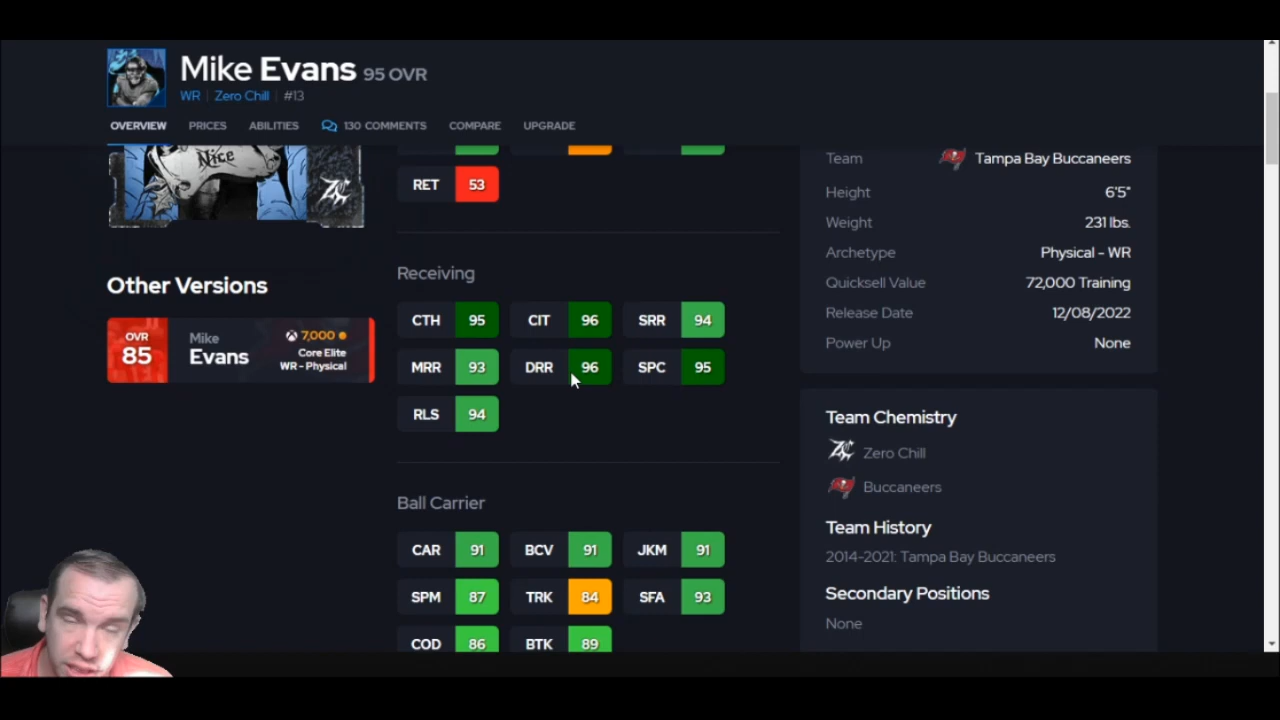 Mike Evans 95 OVR
WR | Zero Chill | #13
OVERVIEW PRICES ABILITIES 130 COMMENTS COMPARE UPGRADE
Nice
ZC
RET 53
Team Tampa Bay Buccaneers
Height 6'5"
Weight 231 lbs.
Archetype Physical - WR
Quicksell Value 72,000 Training
Release Date 12/08/2022
Power Up None
Other Versions
OVR
85
Mike
Evans
7,000
Core Elite
WR - Physical
Receiving
CTH 95 CIT 96 SRR 94
MRR 93 DRR 96 SPC 95
RLS 94
Ball Carrier
CAR 91 BCV 91 JKM 91
SPM 87 TRK 84 SFA 93
COD 86 BTK 89
Team Chemistry
ZC Zero Chill
Buccaneers
Team History
2014-2021: Tampa Bay Buccaneers
Secondary Positions
None